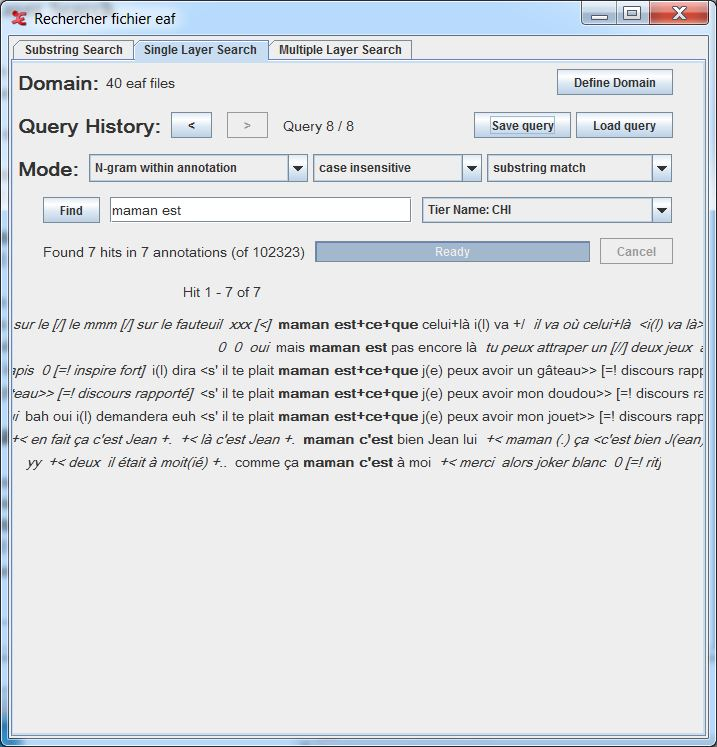 Rechercher fichier eaf
Substring Search Single Layer Search Multiple Layer Search
Domain: 40 eaf files Define Domain
Query History: < > Query 8 / 8 Save query Load query
Mode: N-gram within annotation case insensitive substring match
Find maman est Tier Name: CHI
Found 7 hits in 7 annotations (of 102323) Ready Cancel
Hit 1 - 7 of 7
sur le [/] le mmm [/] sur le fauteuil xxx [<] maman est+ce+que celui+là i(l) va +/ il va où celui+là <i(l) va là>
0 0 oui mais maman est pas encore là tu peux attraper un [//] deux jeux
apis 0 [=! inspire fort] i(l) dira <s' il te plait maman est+ce+que j(e) peux avoir un gâteau>> [=! discours rapp
'eau>> [=! discours rapporté] <s' il te plait maman est+ce+que j(e) peux avoir mon doudou>> [=! discours ra
ui bah oui i(l) demandera euh <s' il te plait maman est+ce+que j(e) peux avoir mon jouet>> [=! discours rapp
+< en fait ça c'est Jean +. +< là c'est Jean +. maman c'est bien Jean lui +< maman (.) ça <c'est bien J(ean)
yy +< deux il était à moit(ié) +.. comme ça maman c'est à moi +< merci alors joker blanc 0 [=! rit]